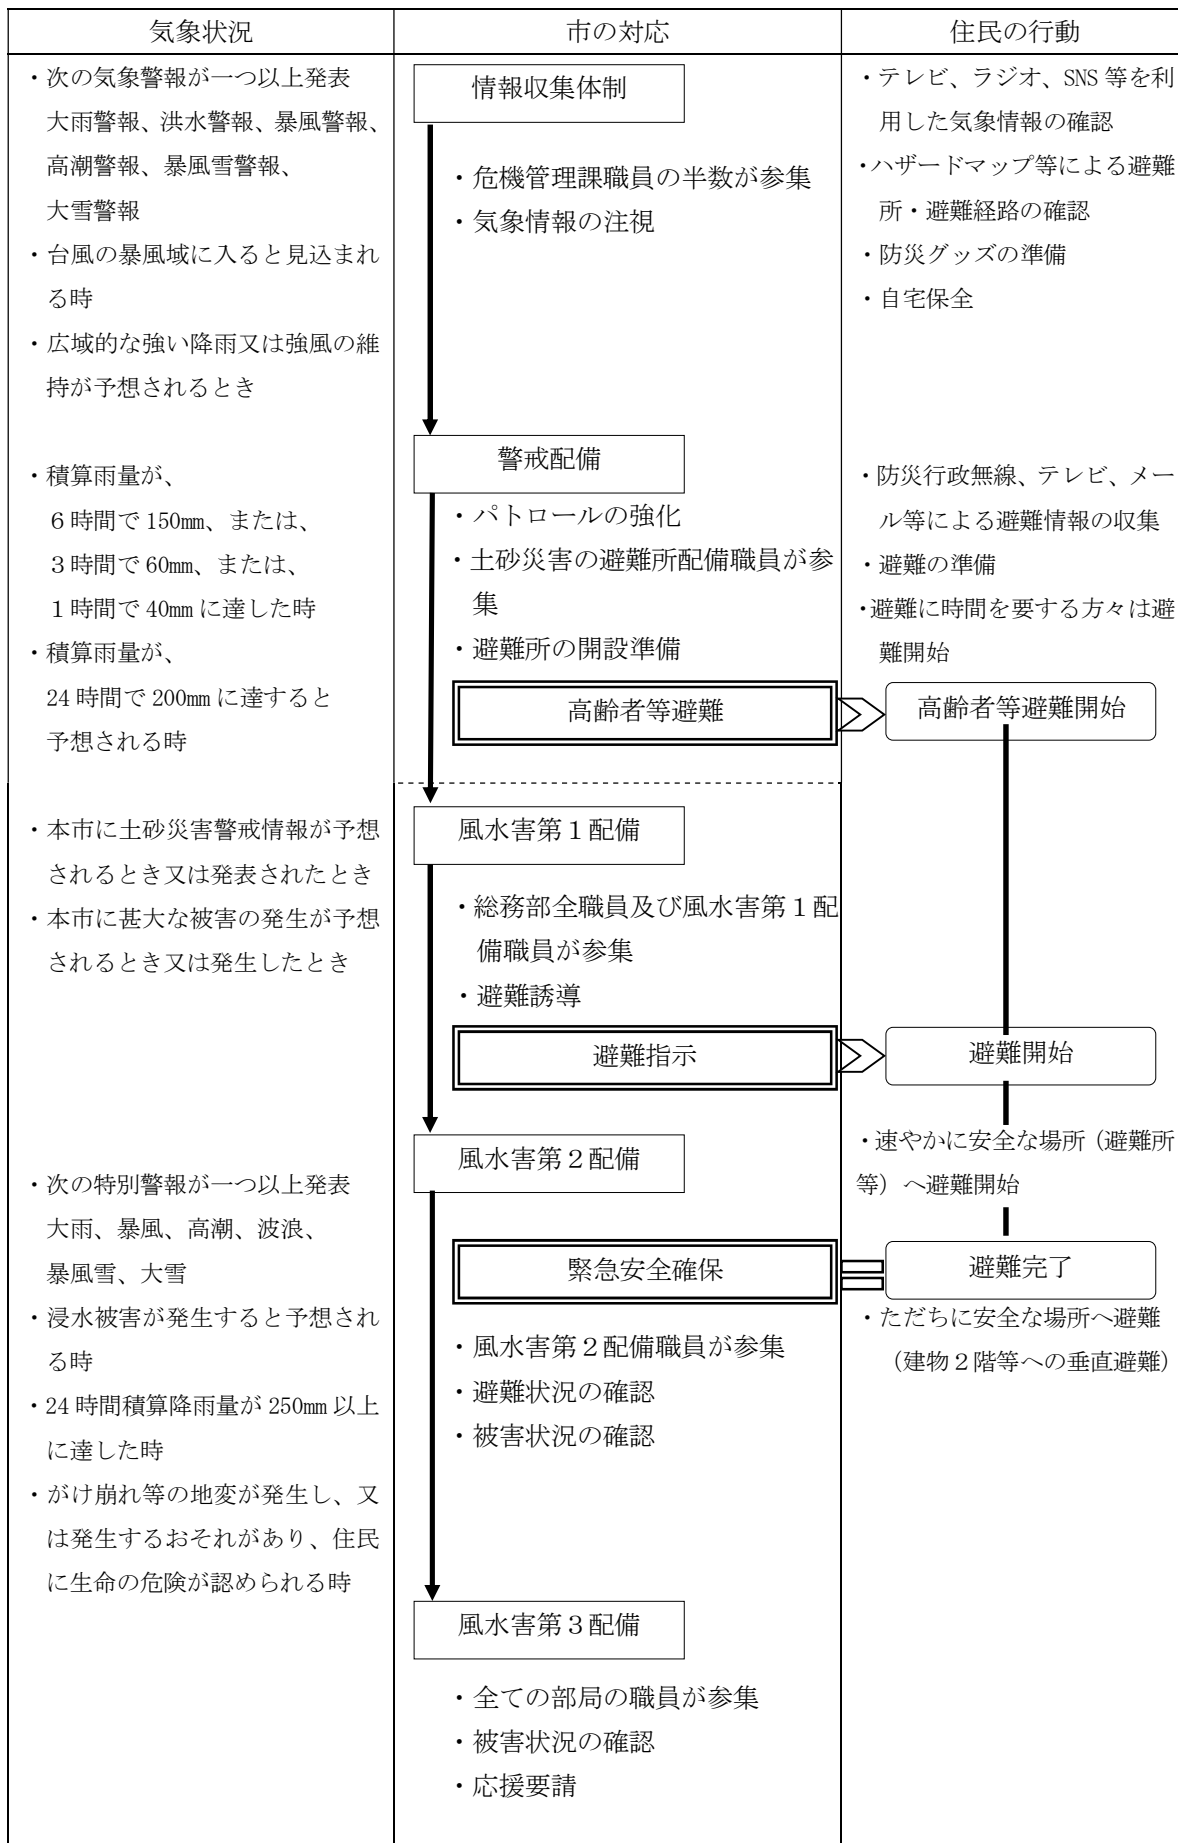 気象状況
・次の気象警報が一つ以上発表
大雨警報、洪水警報、暴風警報、
高潮警報、暴風雪警報、
大雪警報
・台風の暴風域に入ると見込まれ
る時
・広域的な強い降雨又は強風の維
持が予想されるとき
・積算雨量が、
６時間で150mm、または、
３時間で60mm、または、
１時間で40mmに達した時
・積算雨量が、
24時間で200mmに達すると
予想される時
・本市に土砂災害警戒情報が予想
されるとき又は発表されたとき
・本市に甚大な被害の発生が予想
されるとき又は発生したとき
・次の特別警報が一つ以上発表
大雨、暴風、高潮、波浪、
暴風雪、大雪
・浸水被害が発生すると予想され
る時
・24時間積算降雨量が250mm以上
に達した時
・がけ崩れ等の地変が発生し、又
は発生するおそれがあり、住民
に生命の危険が認められる時
市の対応
情報収集体制
・危機管理課職員の半数が参集
・気象情報の注視
警戒配備
・パトロールの強化
・土砂災害の避難所配備職員が参
集
・避難所の開設準備
高齢者等避難
風水害第１配備
・総務部全職員及び風水害第１配
備職員が参集
・避難誘導
避難指示
風水害第２配備
緊急安全確保
・風水害第２配備職員が参集
・避難状況の確認
・被害状況の確認
風水害第３配備
・全ての部局の職員が参集
・被害状況の確認
・応援要請
住民の行動
・テレビ、ラジオ、SNS等を利
用した気象情報の確認
・ハザードマップ等による避難
所・避難経路の確認
・防災グッズの準備
・自宅保全
・防災行政無線、テレビ、メー
ル等による避難情報の収集
・避難の準備
・避難に時間を要する方々は避
難開始
高齢者等避難開始
避難開始
・速やかに安全な場所（避難所
等）へ避難開始
避難完了
・ただちに安全な場所へ避難
（建物２階等への垂直避難）